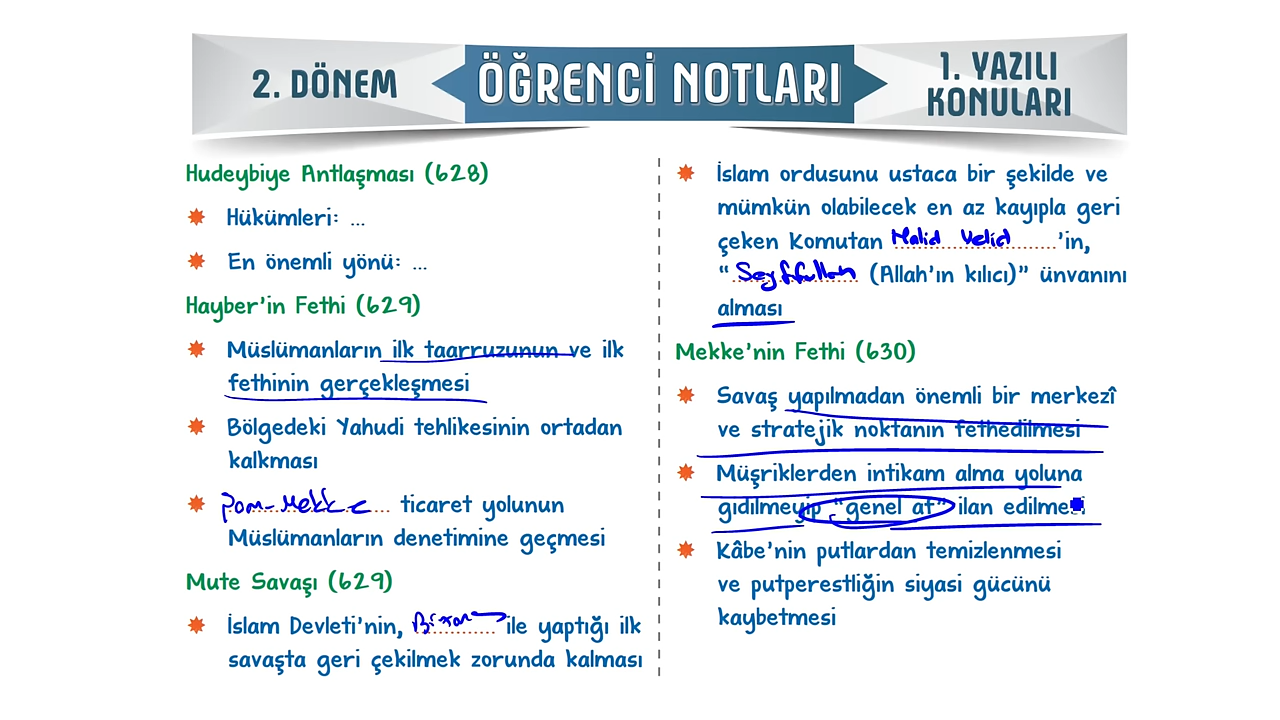 2. DÖNEM
ÖĞRENCİ NOTLARI
1. YAZILI
KONULARI
Hudeybiye Antlaşması (628)
Hükümleri: ...
En önemli yönü: ...
Hayber'in Fethi (629)
Müslümanların ilk taarruzunun ve ilk
fethinin gerçekleşmesi
Bölgedeki Yahudi tehlikesinin ortadan
kalkması
Şam-Mekke ticaret yolunun
Müslümanların denetimine geçmesi
Mute Savaşı (629)
İslam Devleti'nin, ile yaptığı ilk
savaşta geri çekilmek zorunda kalması
İslam ordusunu ustaca bir şekilde ve
mümkün olabilecek en az kayıpla geri
çeken Komutan Halid Velid 'in,
" Seyfullah (Allah'ın kılıcı)" ünvanını
alması
Mekke'nin Fethi (630)
Savaş yapılmadan önemli bir merkezî
ve stratejik noktanın fethedilmesi
Müşriklerden intikam alma yoluna
gidilmeyip "genel af" ilan edilmesi
Kâbe'nin putlardan temizlenmesi
ve putperestliğin siyasi gücünü
kaybetmesi